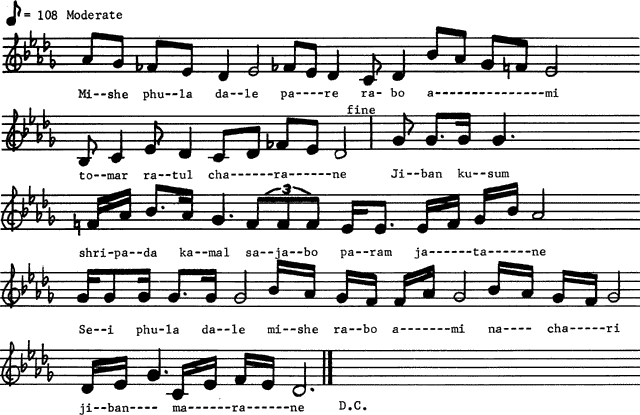 ♪= 108 Moderate
Mi--she phu--la da--le pa----re ra- bo a---------------mi
fine
to--mar ra--tul cha------ra-----ne Ji--ban ku--sum
3
shri-pa--da ka--mal sa-ja--bo pa--ram ja------ta----ne
Se--i phu-la da--le mi--she ra--bo a------mi na---- cha----ri
ji--ban---- ma------ra----ne D.C.